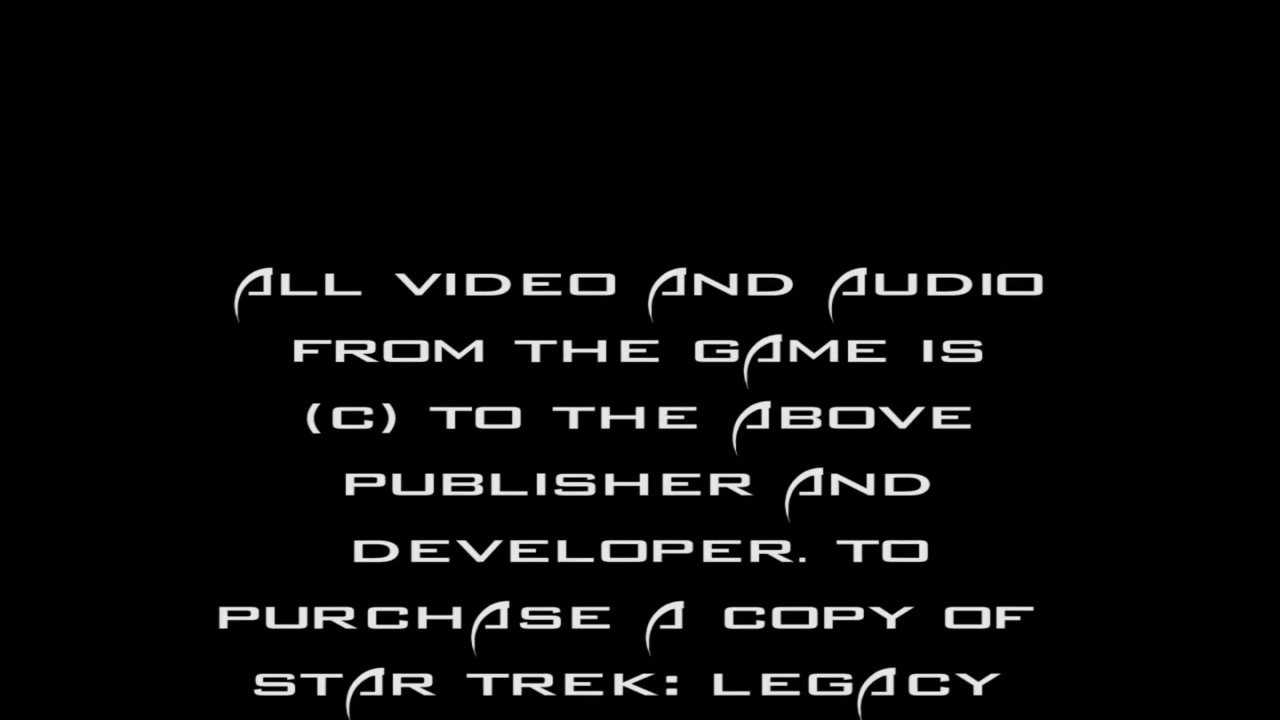 ALL VIDEO AND AUDIO
FROM THE GAME IS
(C) TO THE ABOVE
PUBLISHER AND
DEVELOPER. TO
PURCHASE A COPY OF
STAR TREK: LEGACY